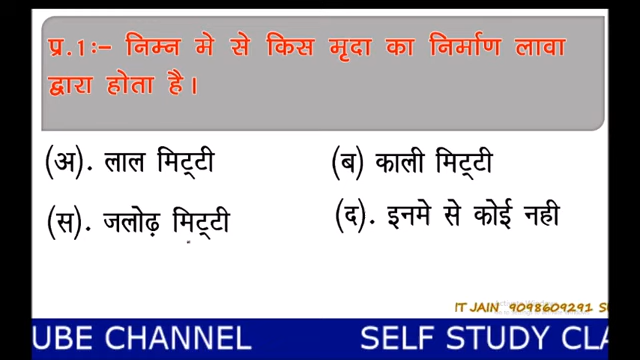 प्र.1ः- निम्न मे से किस मृदा का निर्माण लावा
द्वारा होता है।
(अ). लाल मिट्टी (ब). काली मिट्टी
(स). जलोढ़ मिट्टी (द). इनमे से कोई नही
IT JAIN 9098609291
UBE CHANNEL SELF STUDY CLA